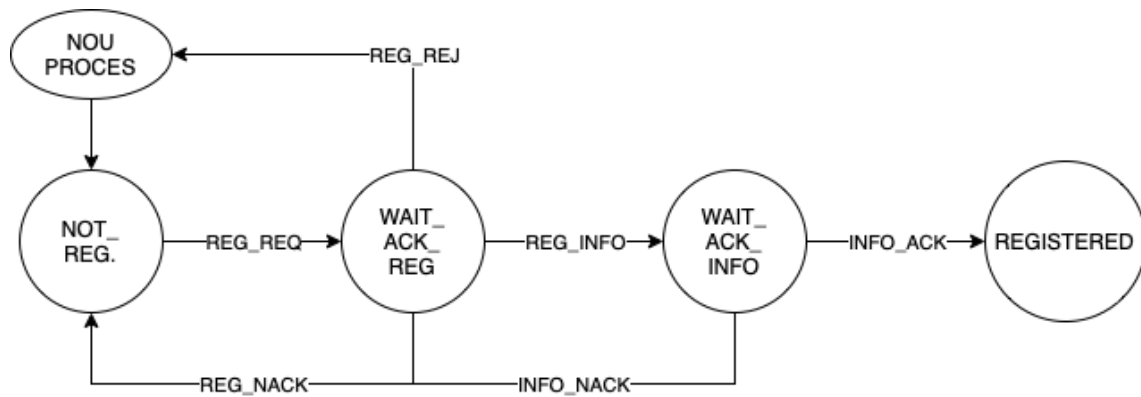 NOU
PROCES
REG_REJ
NOT_
REG.
REG_REQ
WAIT_
ACK_
REG
REG_INFO
WAIT_
ACK_
INFO
INFO_ACK
REGISTERED
REG_NACK
INFO_NACK